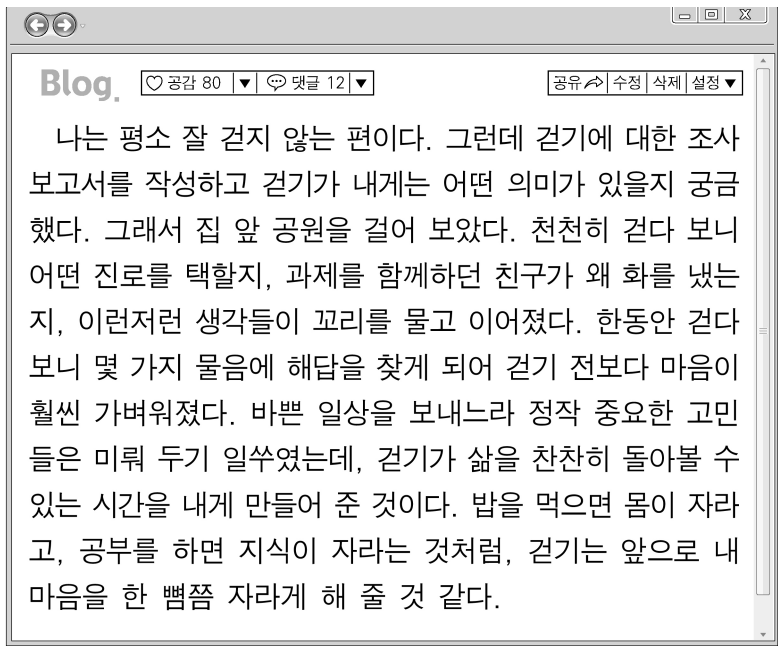 Blog. ♡ 공감 80 | ▼ | 💬 댓글 12 | ▼ 공유 | 수정 | 삭제 | 설정 ▼
나는 평소 잘 걷지 않는 편이다. 그런데 걷기에 대한 조사
보고서를 작성하고 걷기가 내게는 어떤 의미가 있을지 궁금
했다. 그래서 집 앞 공원을 걸어 보았다. 천천히 걷다 보니
어떤 진로를 택할지, 과제를 함께하던 친구가 왜 화를 냈는
지, 이런저런 생각들이 꼬리를 물고 이어졌다. 한동안 걷다
보니 몇 가지 물음에 해답을 찾게 되어 걷기 전보다 마음이
훨씬 가벼워졌다. 바쁜 일상을 보내느라 정작 중요한 고민
들은 미뤄 두기 일쑤였는데, 걷기가 삶을 찬찬히 돌아볼 수
있는 시간을 내게 만들어 준 것이다. 밥을 먹으면 몸이 자라
고, 공부를 하면 지식이 자라는 것처럼, 걷기는 앞으로 내
마음을 한 뼘쯤 자라게 해 줄 것 같다.